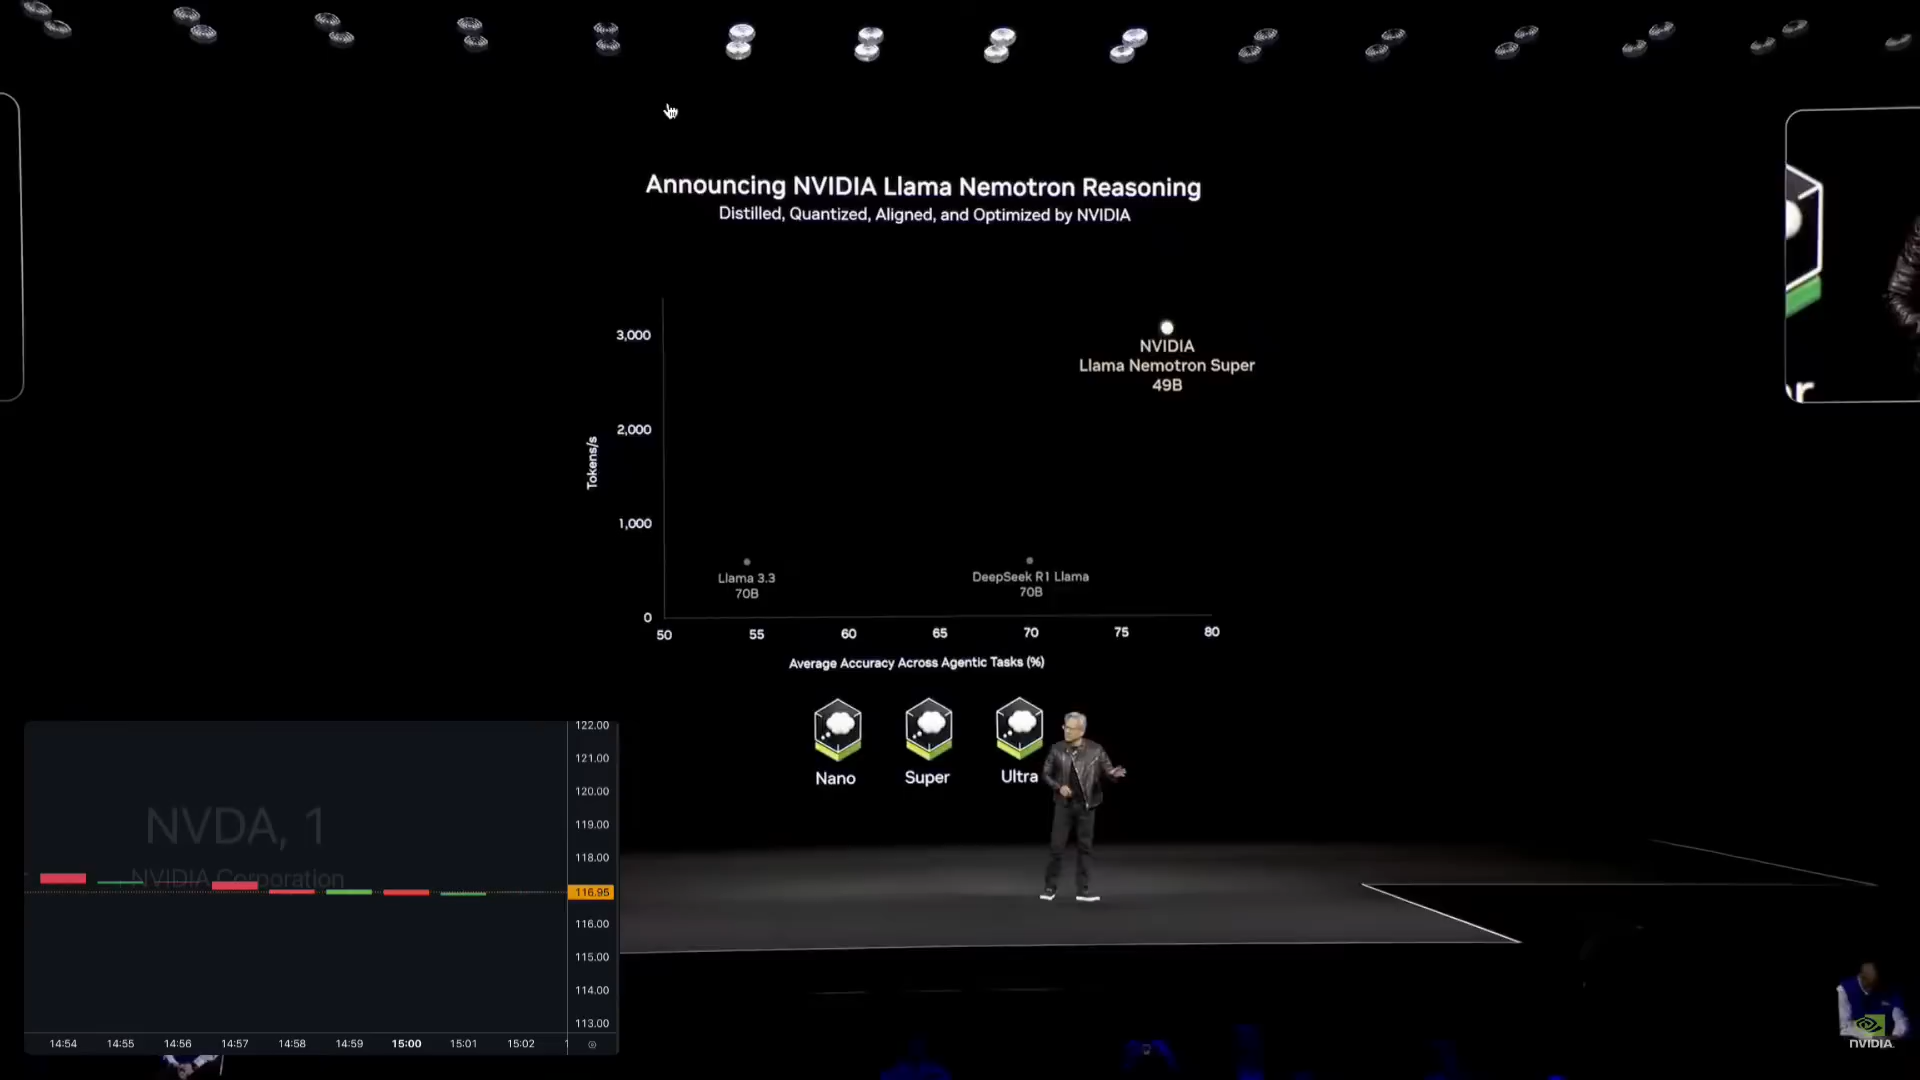 Announcing NVIDIA Llama Nemotron Reasoning
Distilled, Quantized, Aligned, and Optimized by NVIDIA
3,000
2,000
1,000
0
Tokens/s
NVIDIA
Llama Nemotron Super
49B
Llama 3.3
70B
DeepSeek R1 Llama
70B
50 55 60 65 70 75 80
Average Accuracy Across Agentic Tasks (%)
Nano Super Ultra
NVDA, 1
NVIDIA Corporation
122.00
121.00
120.00
119.00
118.00
116.95
116.00
115.00
114.00
113.00
14:54 14:55 14:56 14:57 14:58 14:59 15:00 15:01 15:02
NVIDIA